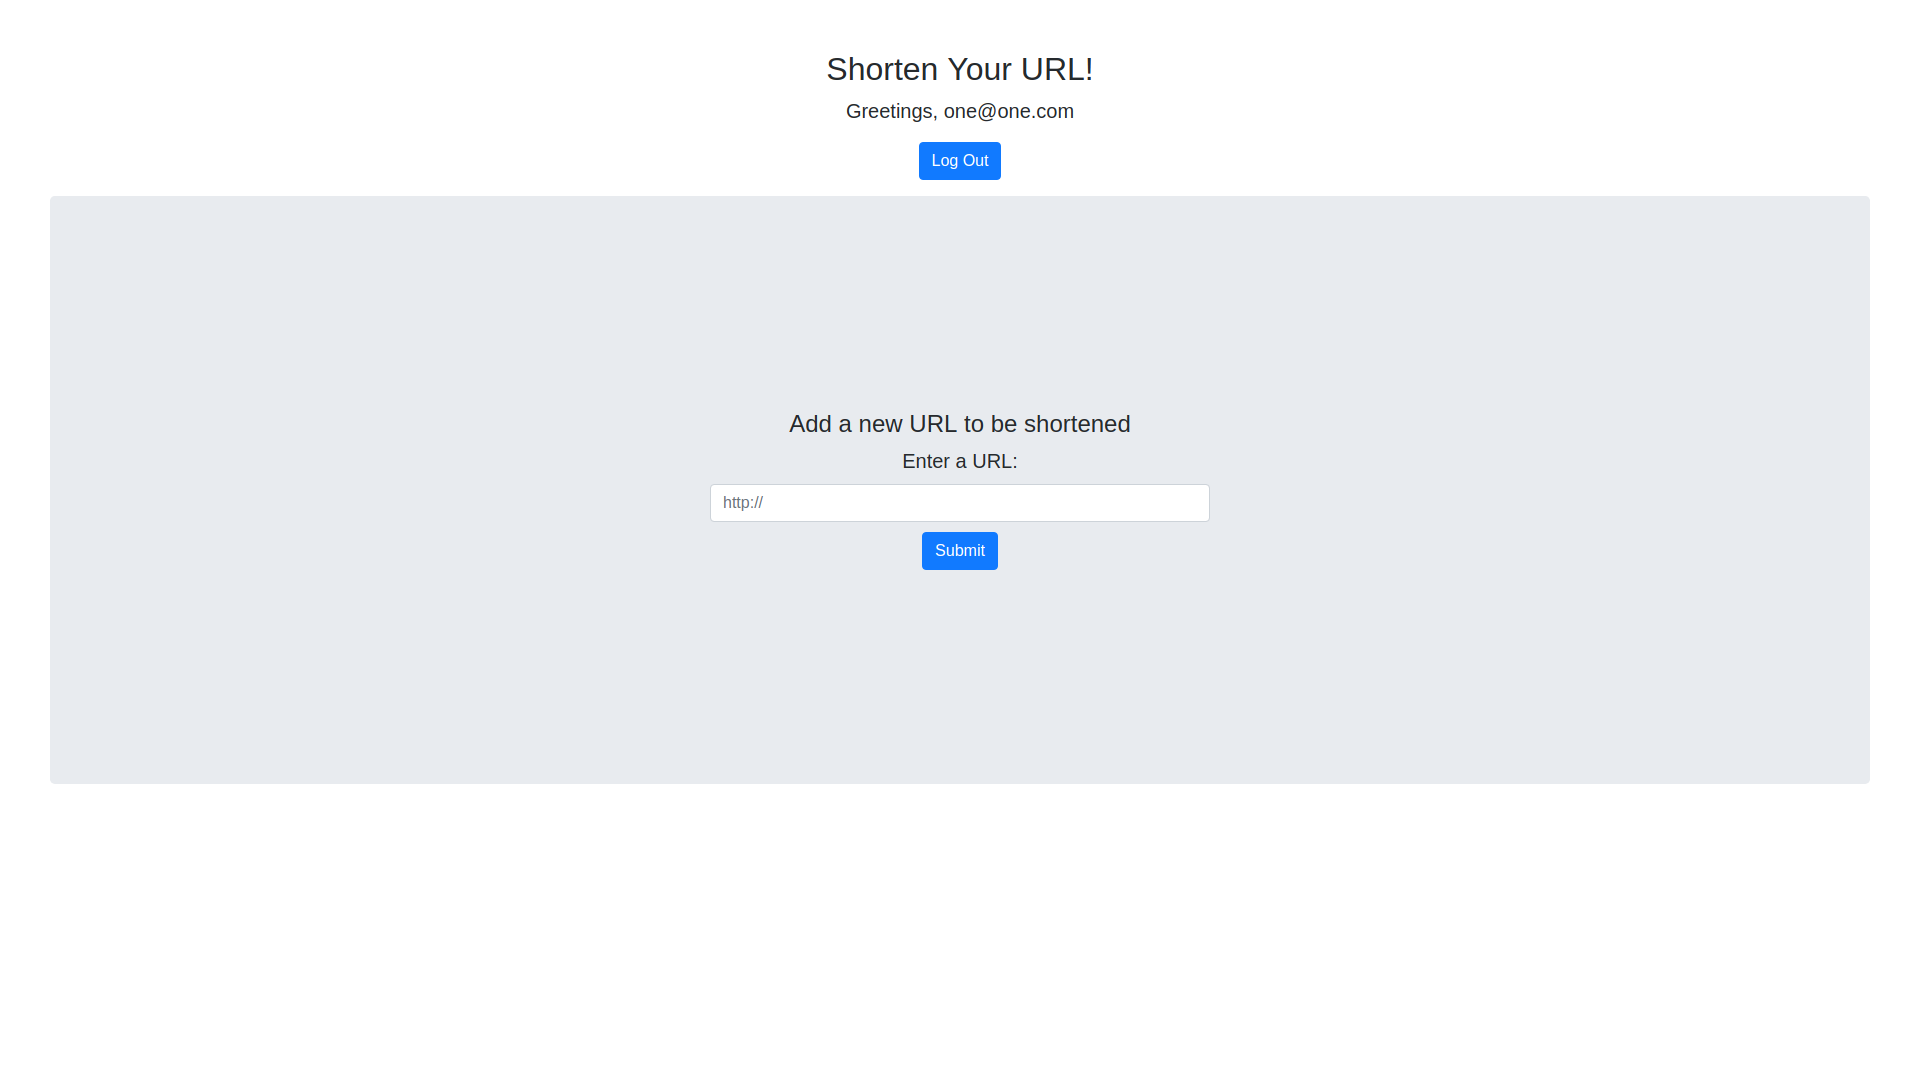 Shorten Your URL!
Greetings, one@one.com
Log Out
Add a new URL to be shortened
Enter a URL:
http://
Submit